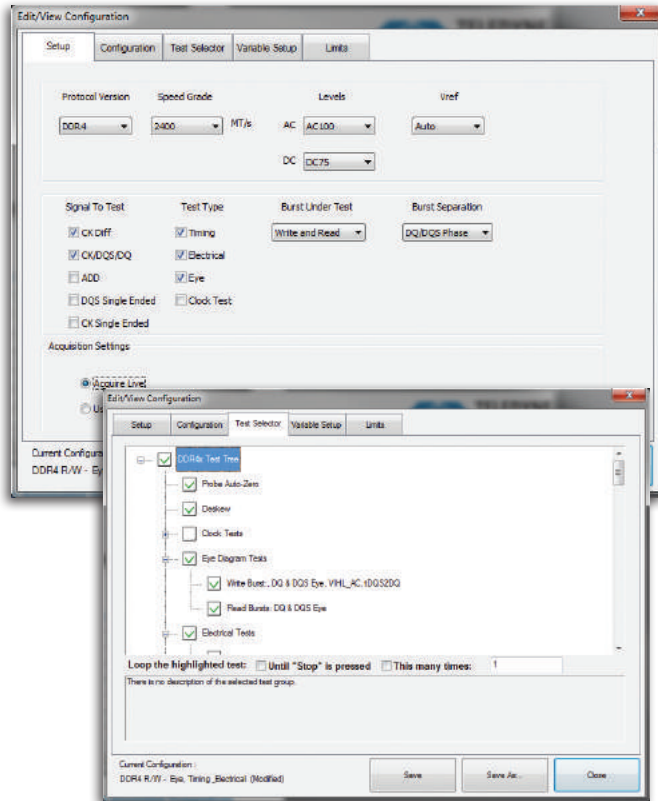 Edit/View Configuration
TELEDYNE
Setup Configuration Test Selector Variable Setup Limits
Protocol Version Speed Grade Levels Vref
DDR4 2400 MT/s AC AC100 Auto
DC DC75
Signal To Test Test Type Burst Under Test Burst Separation
CK Diff Timing Write and Read DQ/DQS Phase
CK/DQS/DQ Electrical
ADD Eye
DQS Single Ended Clock Test
CK Single Ended
Acquisition Settings
Acquire Live
Current Configura
DDR4 R/W - Ey
Edit/View Configuration
Setup Configuration Test Selector Variable Setup Limits
DDR4x Test Tree
Probe Auto-Zero
Deskew
Clock Tests
Eye Diagram Tests
Write Burst:, DQ & DQS Eye, VIHL_AC, tDQS2DQ
Read Bursts: DQ & DQS Eye
Electrical Tests
Loop the highlighted test: Until "Stop" is pressed This many times: 1
There is no description of the selected test group.
Current Configuration :
DDR4 R/W - Eye, Timing_Electrical (Modified)
Save Save As... Close